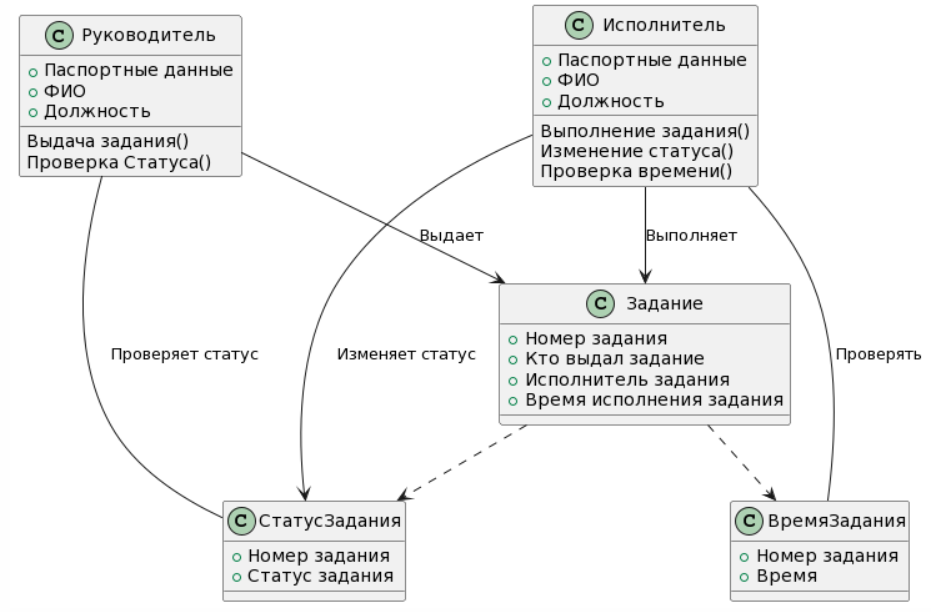 C Руководитель
Паспортные данные
ФИО
Должность
Выдача задания()
Проверка Статуса()
C Исполнитель
Паспортные данные
ФИО
Должность
Выполнение задания()
Изменение статуса()
Проверка времени()
Выдает
Выполняет
C Задание
Номер задания
Кто выдал задание
Исполнитель задания
Время исполнения задания
Проверяет статус
Изменяет статус
Проверять
C СтатусЗадания
Номер задания
Статус задания
C ВремяЗадания
Номер задания
Время